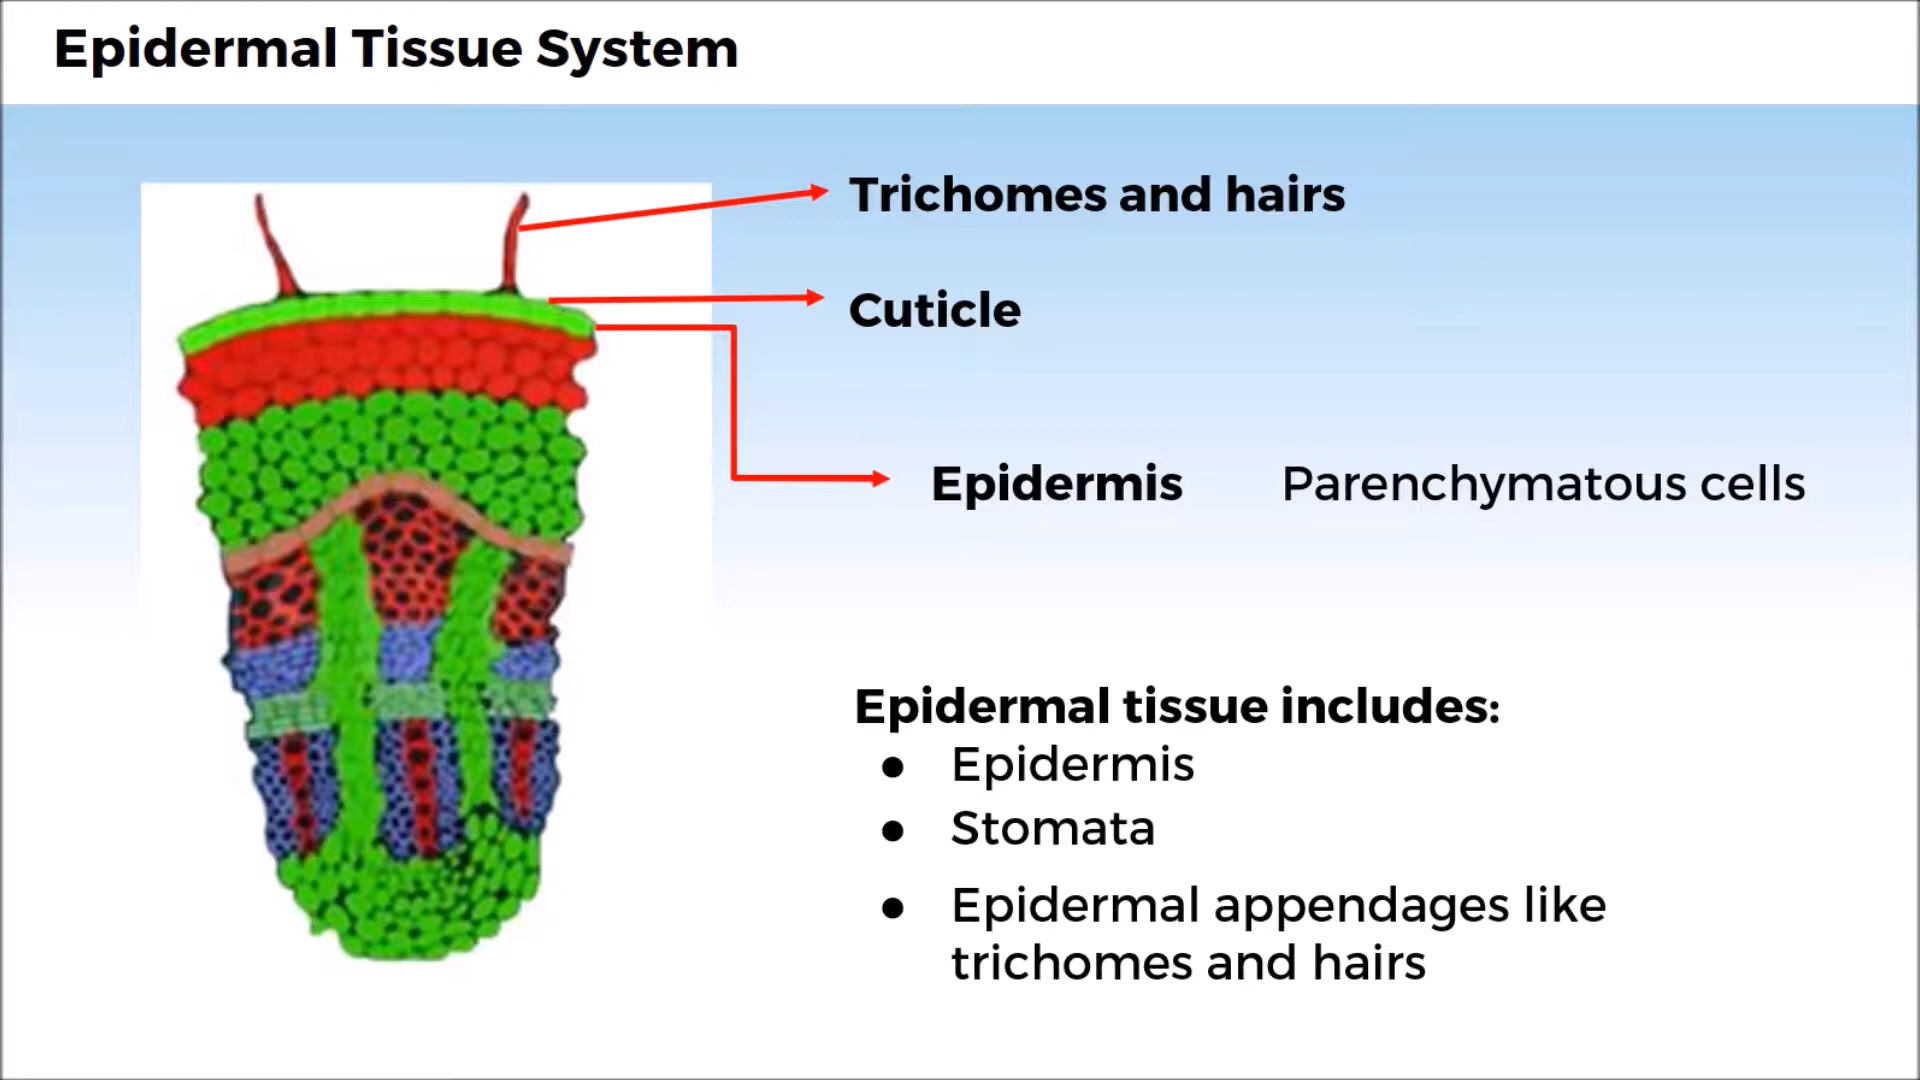 Epidermal Tissue System
Trichomes and hairs
Cuticle
Epidermis Parenchymatous cells
Epidermal tissue includes:
● Epidermis
● Stomata
● Epidermal appendages like
trichomes and hairs